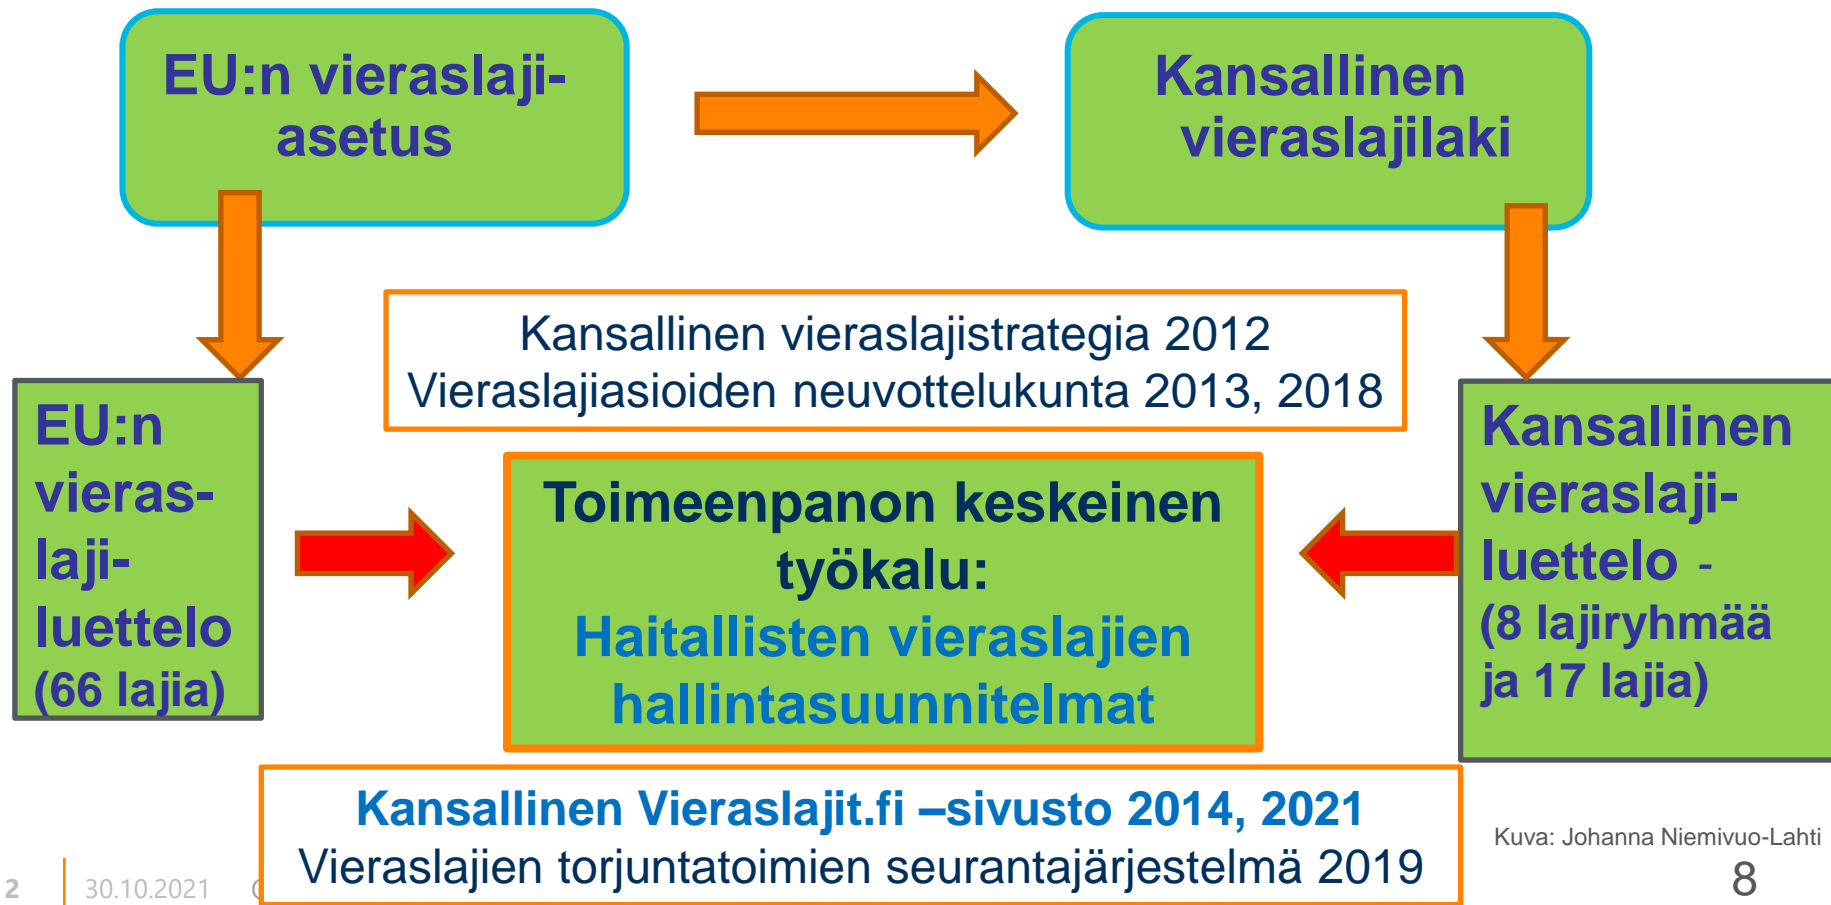 EU:n vieraslaji-
asetus
Kansallinen
vieraslajilaki
Kansallinen vieraslajistrategia 2012
Vieraslajiasioiden neuvottelukunta 2013, 2018
EU:n
vieras-
laji-
luettelo
(66 lajia)
Toimeenpanon keskeinen
työkalu:
Haitallisten vieraslajien
hallintasuunnitelmat
Kansallinen
vieraslaji-
luettelo -
(8 lajiryhmää
ja 17 lajia)
Kansallinen Vieraslajit.fi –sivusto 2014, 2021
Vieraslajien torjuntatoimien seurantajärjestelmä 2019
Kuva: Johanna Niemivuo-Lahti
2 30.10.2021
8